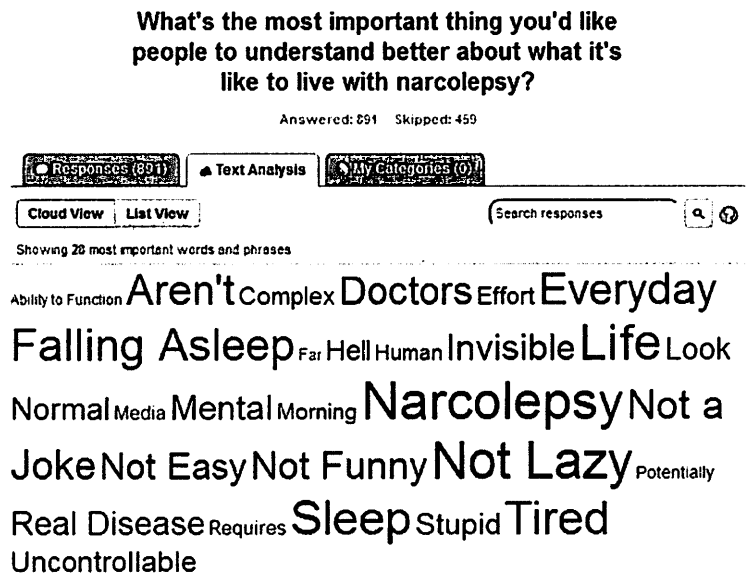 What's the most important thing you'd like
people to understand better about what it's
like to live with narcolepsy?
Answered: 891 Skipped: 459
Responses (891) Text Analysis My Categories (0)
Cloud View List View Search responses
Showing 28 most important words and phrases
Ability to Function Aren't Complex Doctors Effort Everyday
Falling Asleep Far Hell Human Invisible Life Look
Normal Media Mental Morning Narcolepsy Not a
Joke Not Easy Not Funny Not Lazy Potentially
Real Disease Requires Sleep Stupid Tired
Uncontrollable